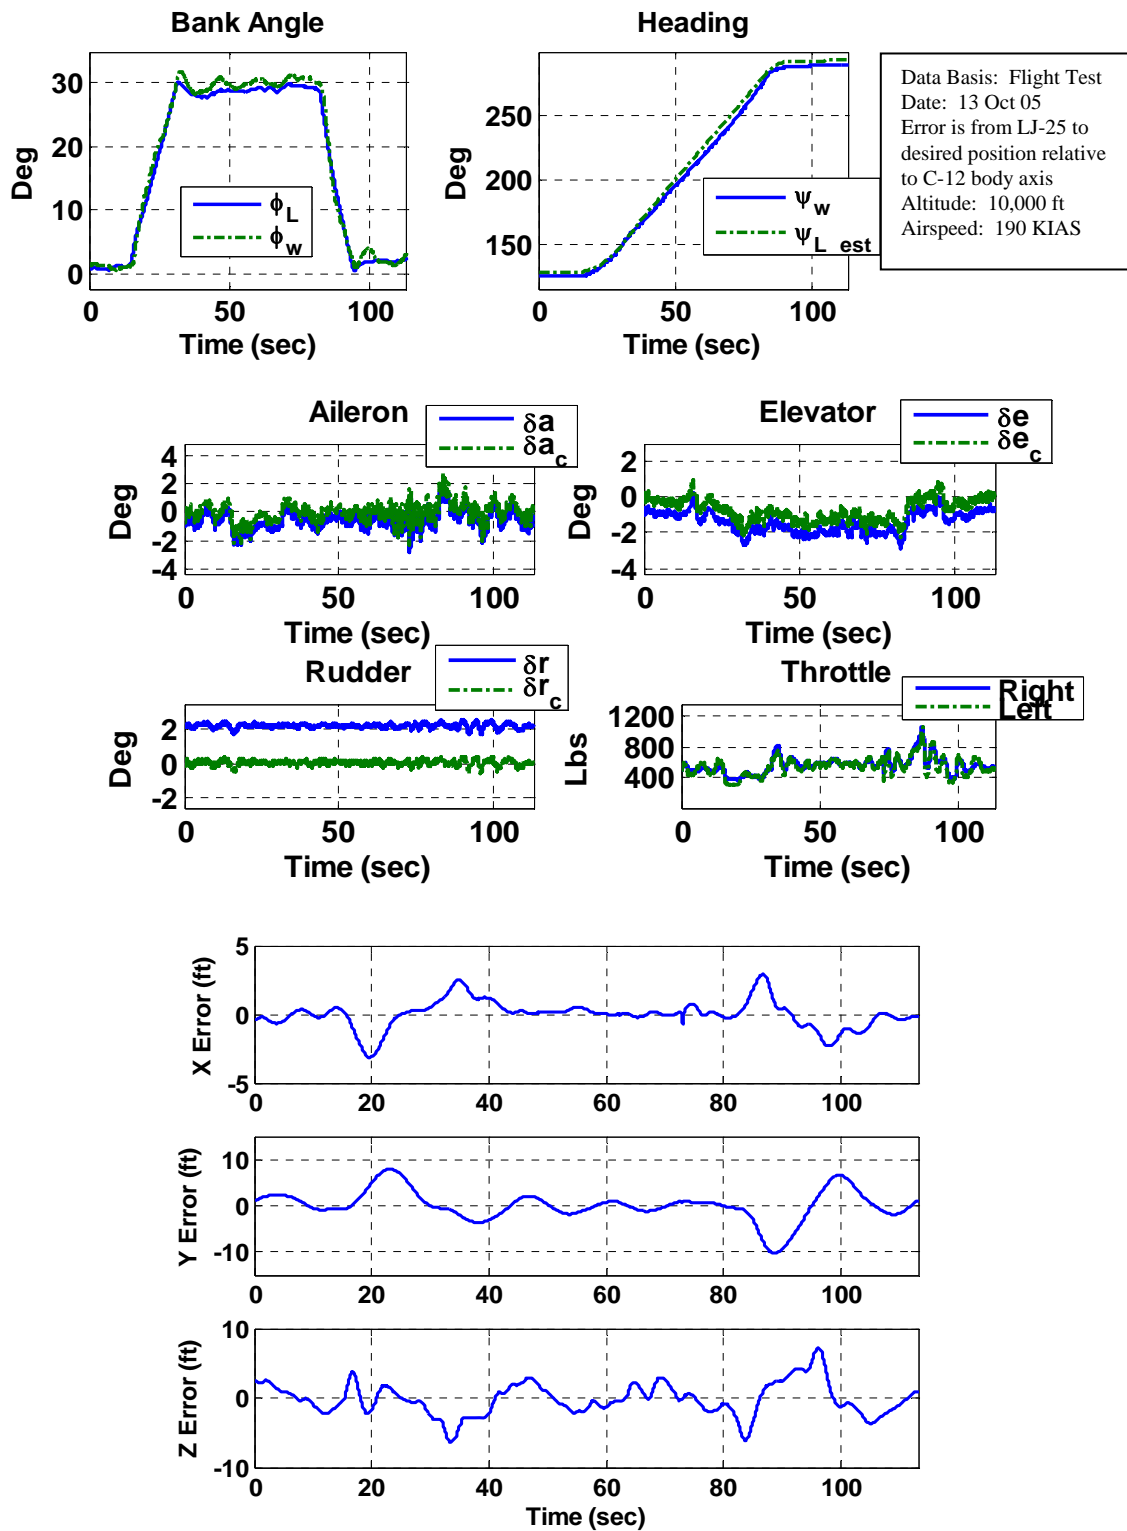 Bank Angle
30
20
10
0
Deg
ϕL
ϕw
0 50 100
Time (sec)
Heading
250
200
150
Deg
ψw
ψL est
0 50 100
Time (sec)
Data Basis: Flight Test
Date: 13 Oct 05
Error is from LJ-25 to
desired position relative
to C-12 body axis
Altitude: 10,000 ft
Airspeed: 190 KIAS
Aileron
δa
δac
4
2
0
-2
-4
Deg
0 50 100
Time (sec)
Elevator
δe
δec
2
0
-2
-4
Deg
0 50 100
Time (sec)
Rudder
δr
δrc
2
0
-2
Deg
0 50 100
Time (sec)
Throttle
Right
Left
1200
800
400
Lbs
0 50 100
Time (sec)
5
0
-5
X Error (ft)
0 20 40 60 80 100
10
0
-10
Y Error (ft)
0 20 40 60 80 100
10
0
-10
Z Error (ft)
0 20 40 60 80 100
Time (sec)